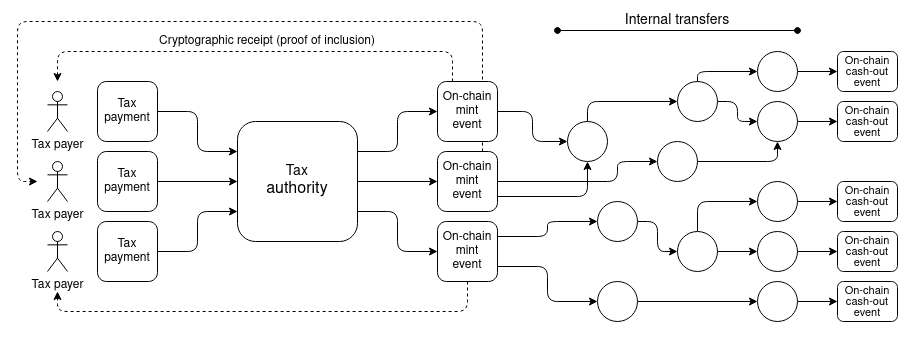 Internal transfers
Cryptographic receipt (proof of inclusion)
Tax payer
Tax payer
Tax payer
Tax
payment
Tax
payment
Tax
payment
Tax
authority
On-chain
mint
event
On-chain
mint
event
On-chain
mint
event
On-chain
cash-out
event
On-chain
cash-out
event
On-chain
cash-out
event
On-chain
cash-out
event
On-chain
cash-out
event